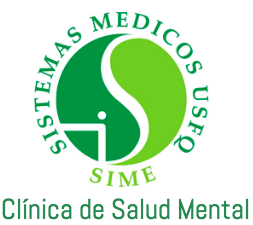 SISTEMAS MEDICOS USFQ
SIME
Clínica de Salud Mental